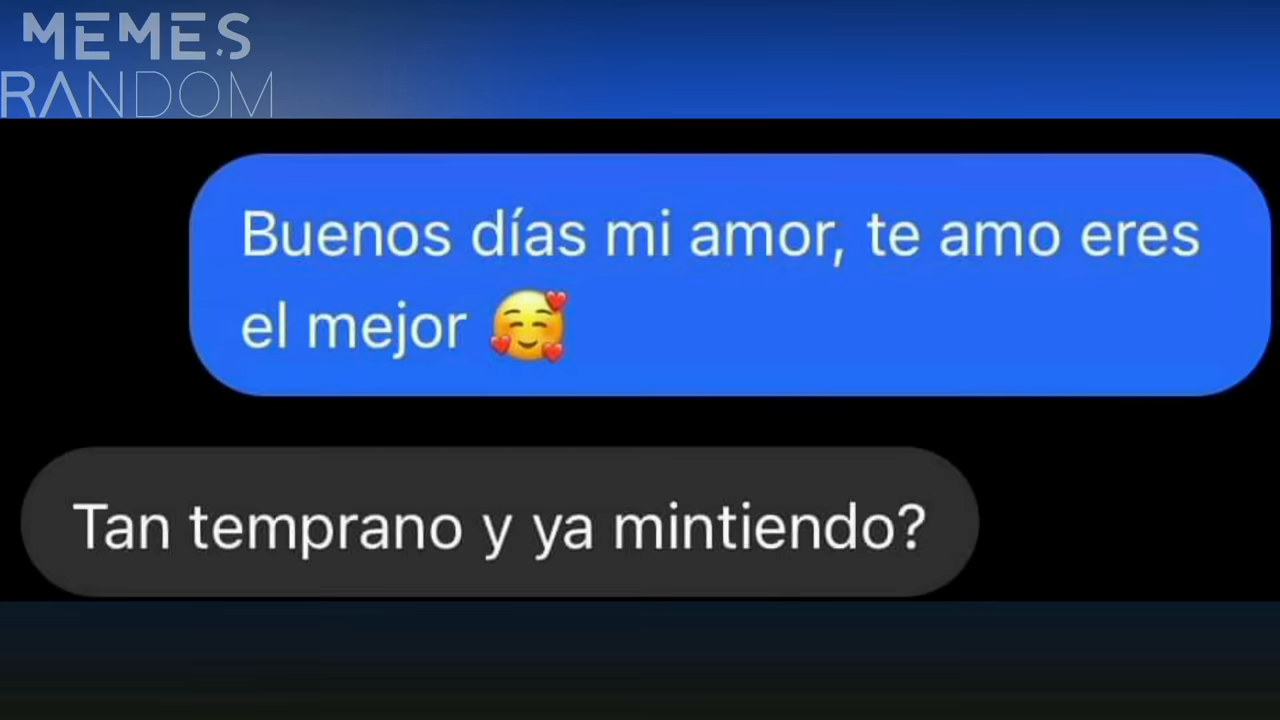 MEMES
RANDOM
Buenos días mi amor, te amo eres
el mejor 🥰
Tan temprano y ya mintiendo?